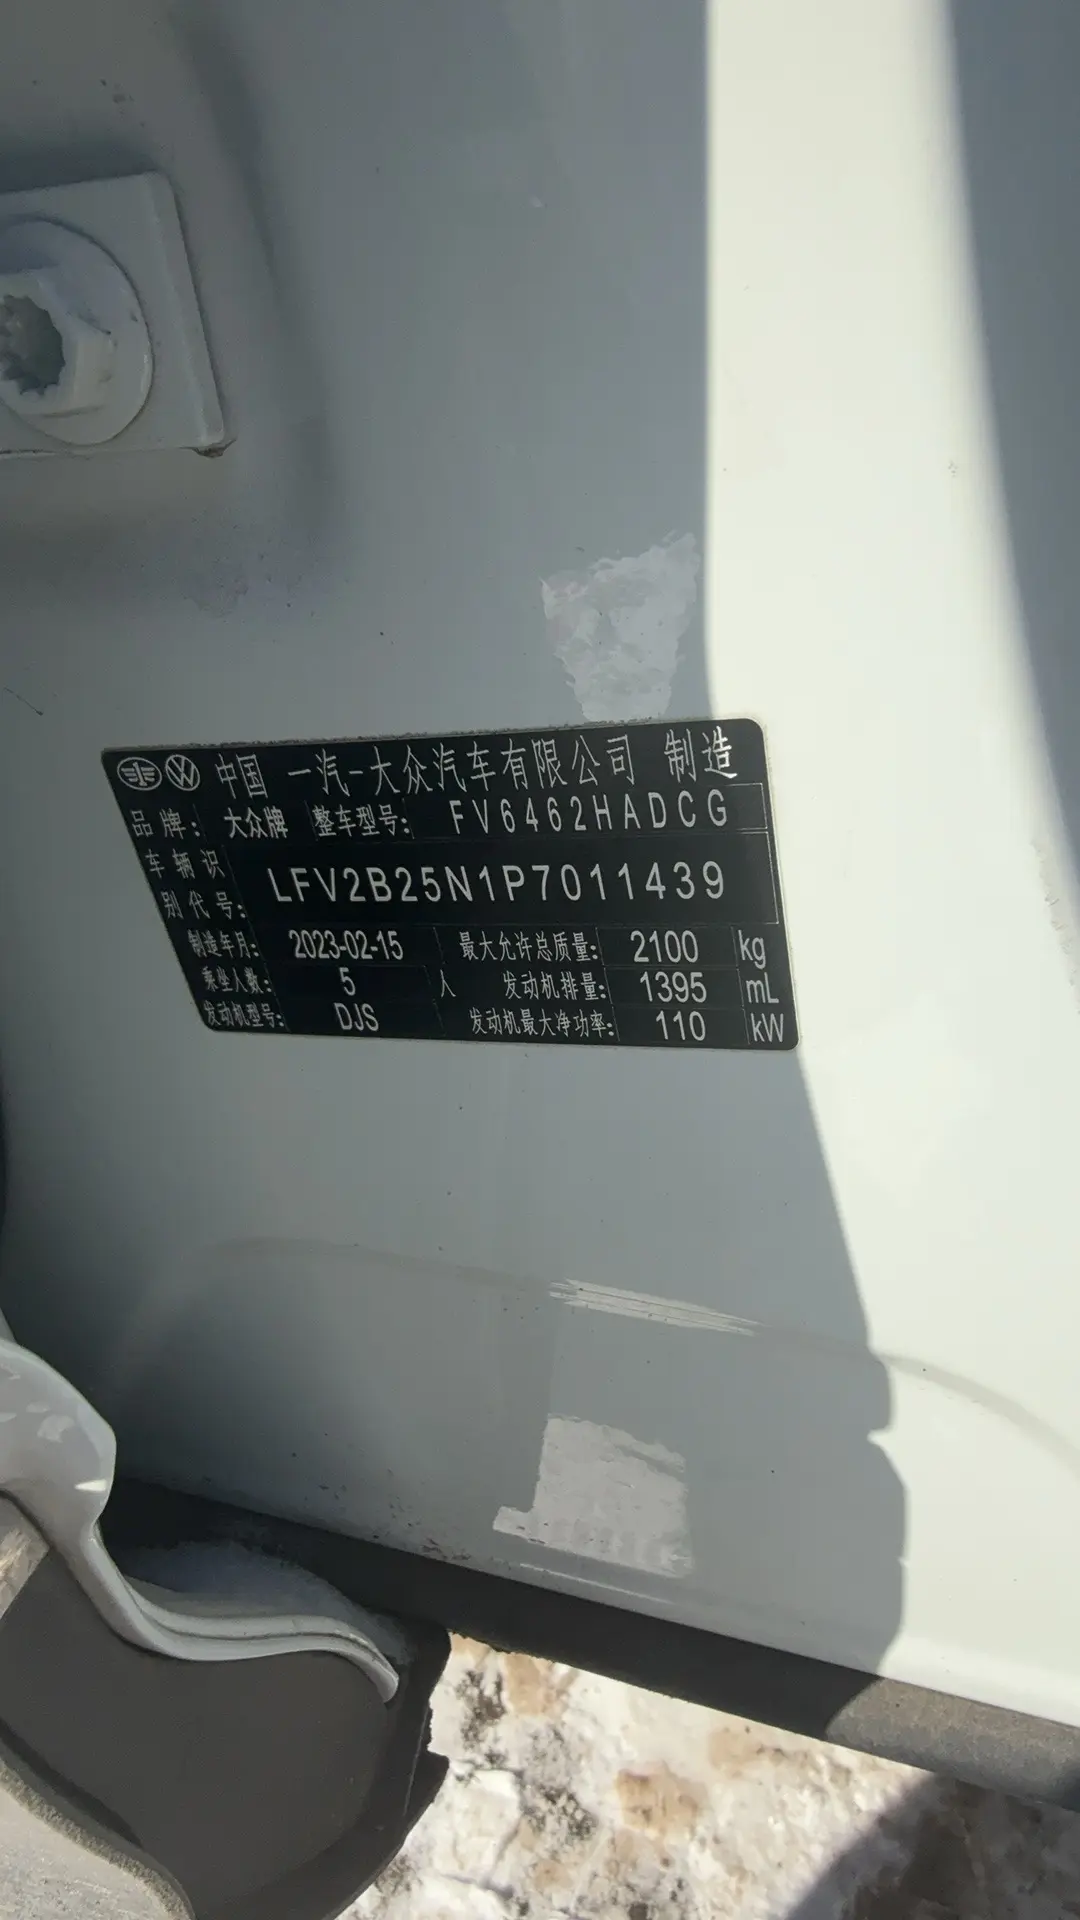 中国 一汽-大众汽车有限公司 制造
品牌: 大众牌 整车型号: FV6462HADCG
车辆识别代号: LFV2B25N1P7011439
制造年月: 2023-02-15 最大允许总质量: 2100 kg
乘坐人数: 5 人 发动机排量: 1395 mL
发动机型号: DJS 发动机最大净功率: 110 kW